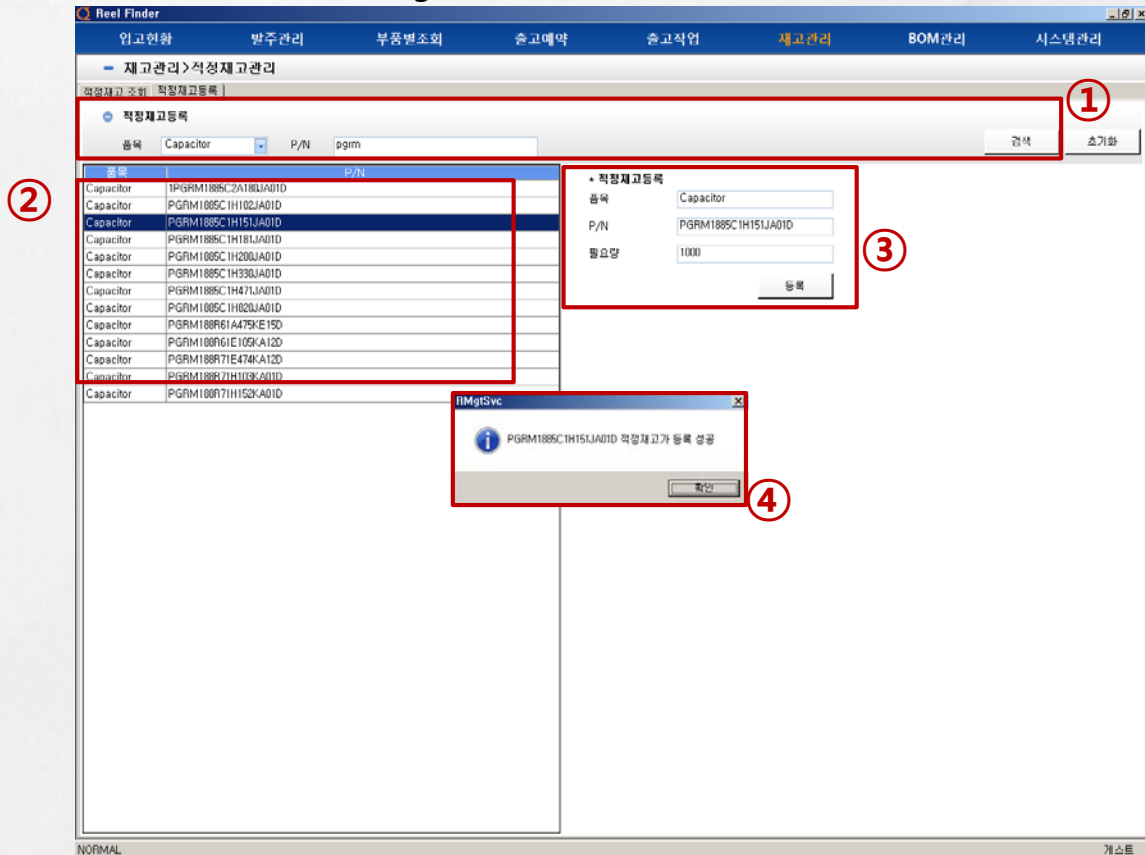 Reel Finder
입고현황 발주관리 부품별조회 출고예약 출고작업 재고관리 BOM관리 시스템관리
재고관리>적정재고관리
적정재고 조회 적정재고등록
①
적정재고등록
품목 Capacitor P/N pgrm 검색 초기화
②
품목 P/N
Capacitor 1PGRM1885C2A180JA01D
Capacitor PGRM1885C1H102JA01D
Capacitor PGRM1885C1H151JA01D
Capacitor PGRM1885C1H181JA01D
Capacitor PGRM1885C1H200JA01D
Capacitor PGRM1885C1H330JA01D
Capacitor PGRM1885C1H471JA01D
Capacitor PGRM1885C1H820JA01D
Capacitor PGRM188R61A475KE15D
Capacitor PGRM188R61E105KA12D
Capacitor PGRM188R71E474KA12D
Capacitor PGRM188R71H103KA01D
Capacitor PGRM188R71H152KA01D
③
적정재고등록
품목 Capacitor
P/N PGRM1885C1H151JA01D
필요량 1000
등록
RMgtSvc
PGRM1885C1H151JA01D 적정재고가 등록 성공
확인
④
NORMAL 게스트